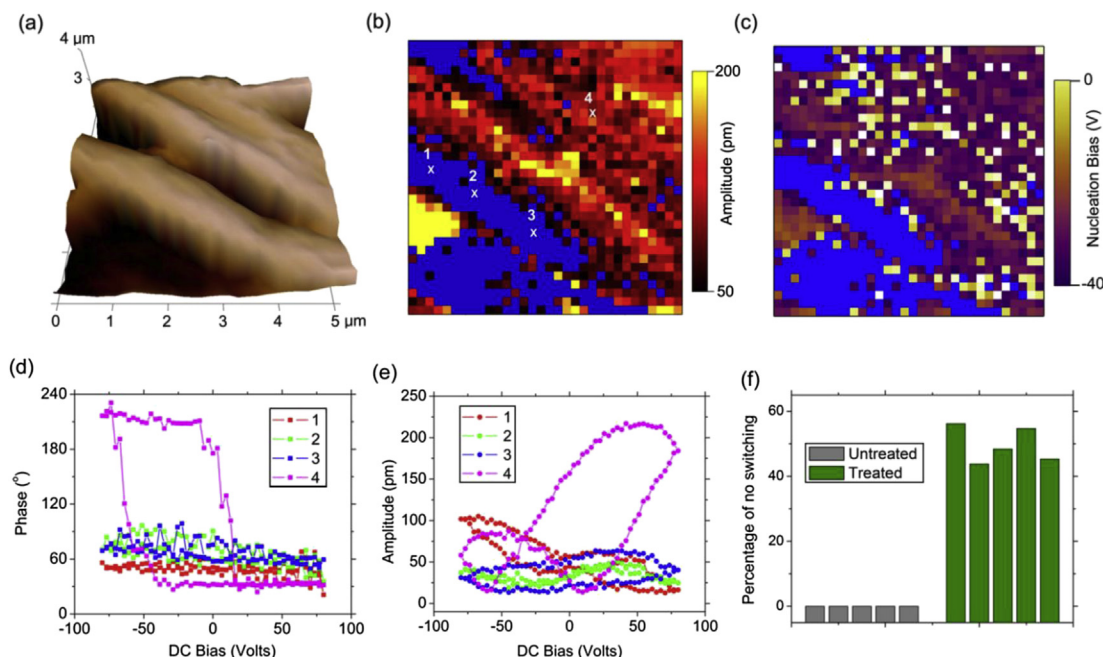 (a)
4 µm
3
0
1
2
3
4
5 µm
(b)
1
x
2
x
3
x
4
x
200
Amplitude (pm)
50
(c)
0
Nucleation Bias (V)
-40
(d)
Phase (°)
240
180
120
60
0
-100
-50
0
50
100
DC Bias (Volts)
1
2
3
4
(e)
Amplitude (pm)
250
200
150
100
50
0
-100
-50
0
50
100
DC Bias (Volts)
1
2
3
4
(f)
Percentage of no switching
60
40
20
0
Untreated
Treated